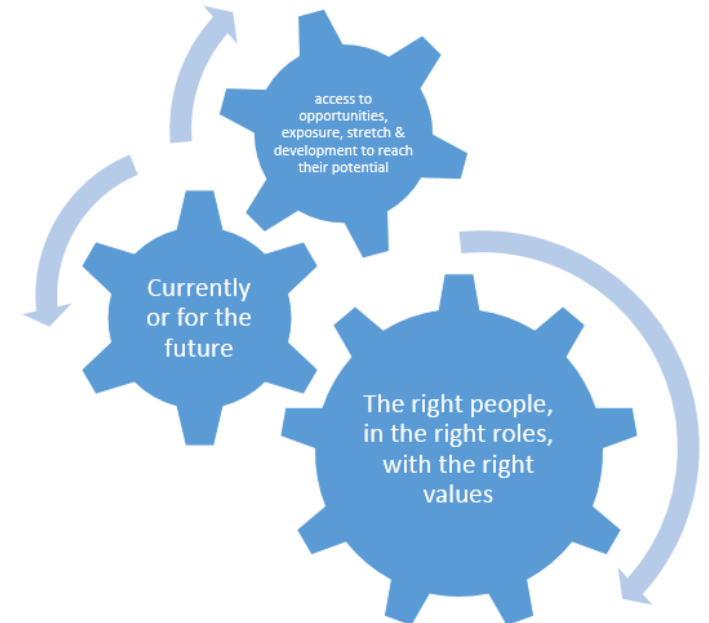 access to
opportunities,
exposure, stretch &
development to reach
their potential
Currently
or for the
future
The right people,
in the right roles,
with the right
values